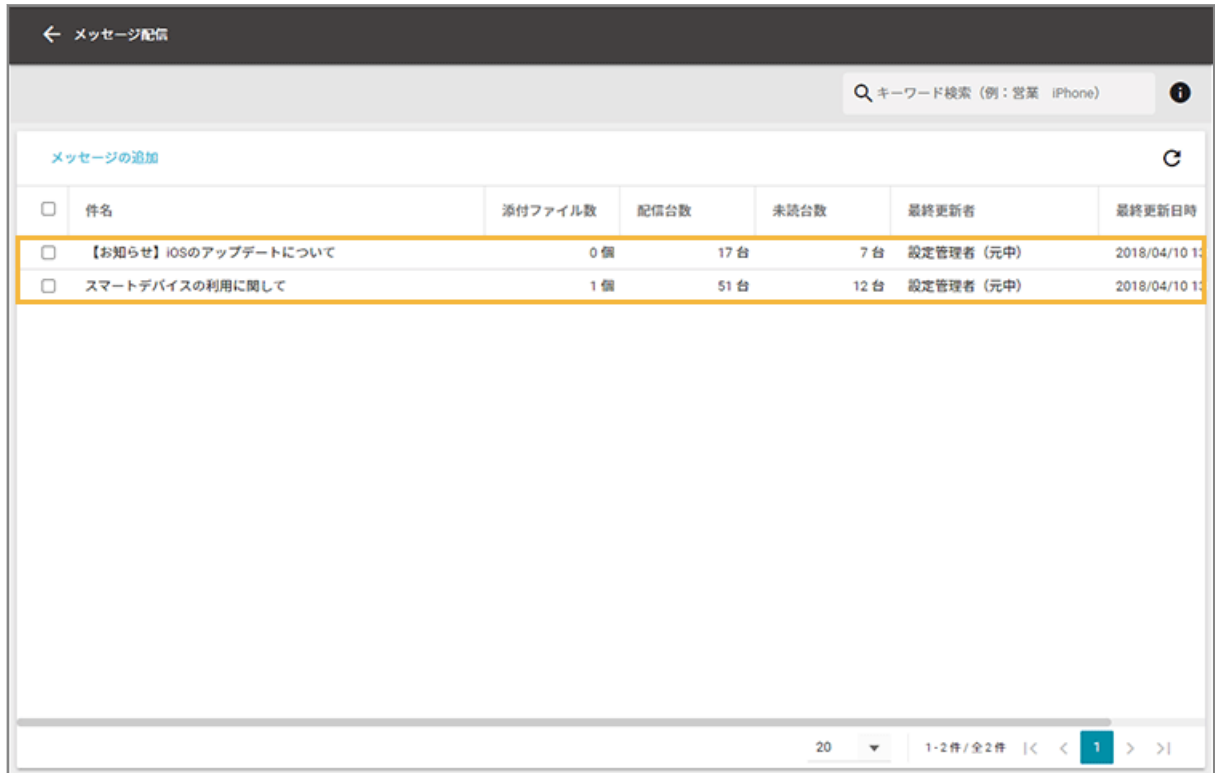 メッセージ配信
キーワード検索（例：営業 iPhone）
メッセージの追加
件名 添付ファイル数 配信台数 未読台数 最終更新者 最終更新日時
【お知らせ】iOSのアップデートについて 0 個 17 台 7 台 設定管理者（元中） 2018/04/10 13
スマートデバイスの利用に関して 1 個 51 台 12 台 設定管理者（元中） 2018/04/10 13
20 1-2件/全2件 1